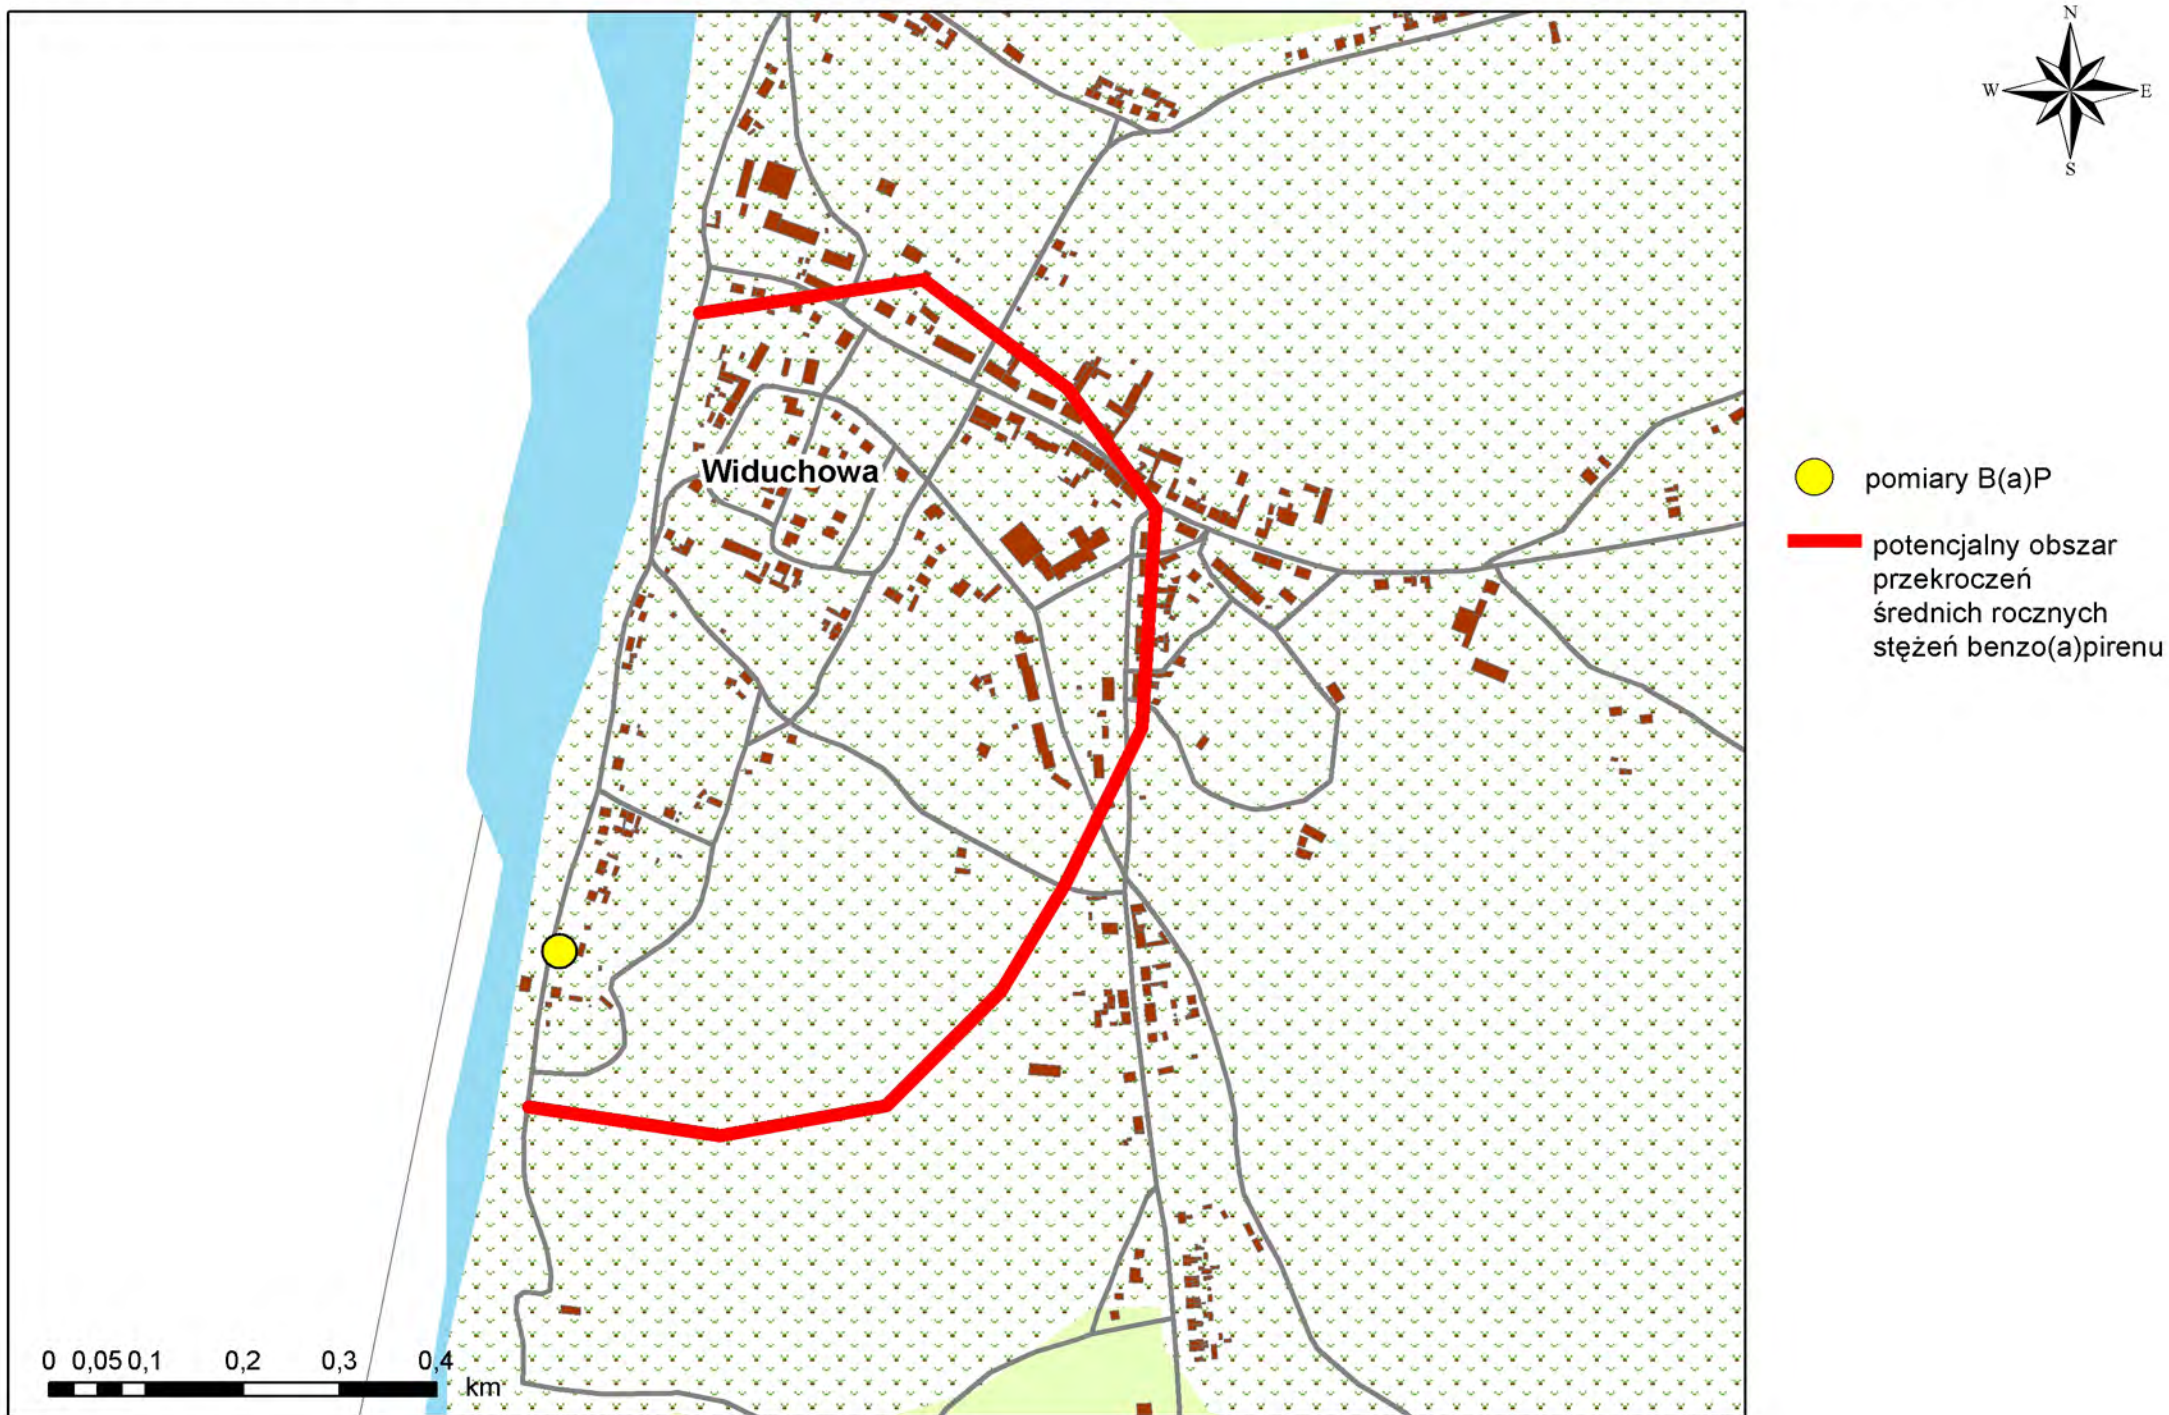 N
W E
S
Widuchowa
pomiary B(a)P
potencjalny obszar
przekroczeń
średnich rocznych
stężeń benzo(a)pirenu
0 0,05 0,1 0,2 0,3 0,4
km